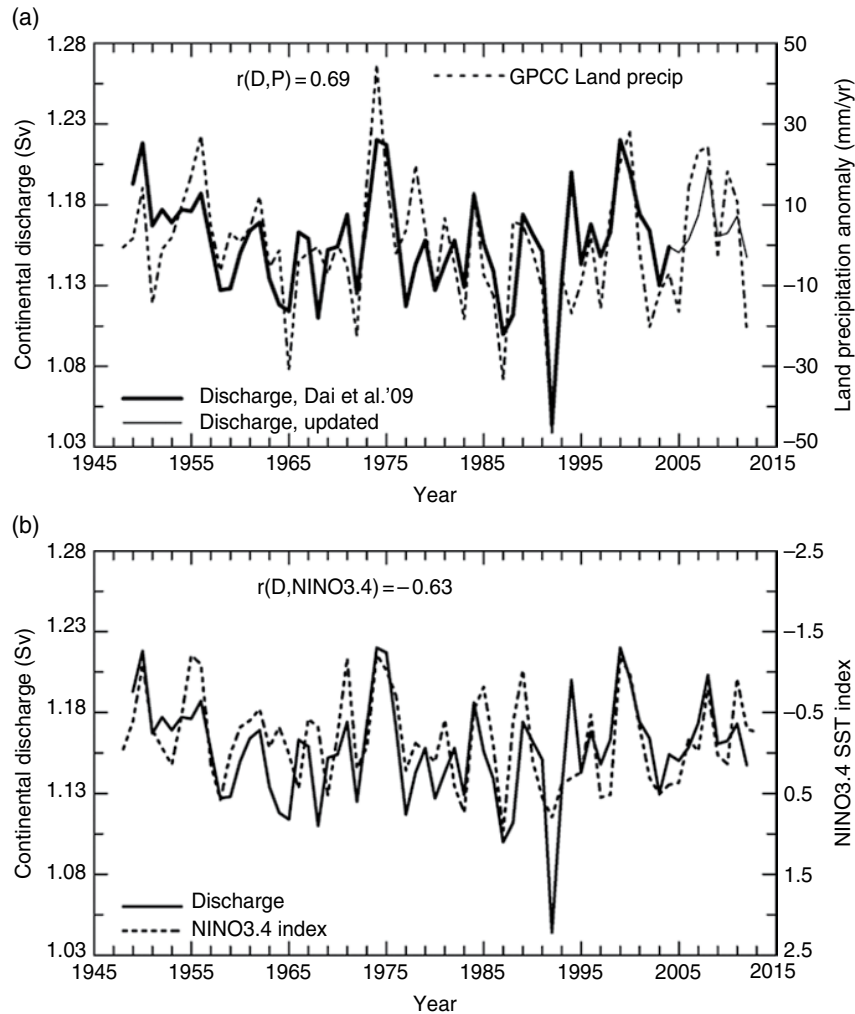 (a)
1.28
1.23
1.18
1.13
1.08
1.03
Continental discharge (Sv)
r(D,P)=0.69
GPCC Land precip
50
30
10
−10
−30
−50
Land precipitation anomaly (mm/yr)
Discharge, Dai et al.'09
Discharge, updated
1945 1955 1965 1975 1985 1995 2005 2015
Year
(b)
1.28
1.23
1.18
1.13
1.08
1.03
Continental discharge (Sv)
r(D,NINO3.4)=−0.63
−2.5
−1.5
−0.5
0.5
1.5
2.5
NINO3.4 SST index
Discharge
NINO3.4 index
1945 1955 1965 1975 1985 1995 2005 2015
Year